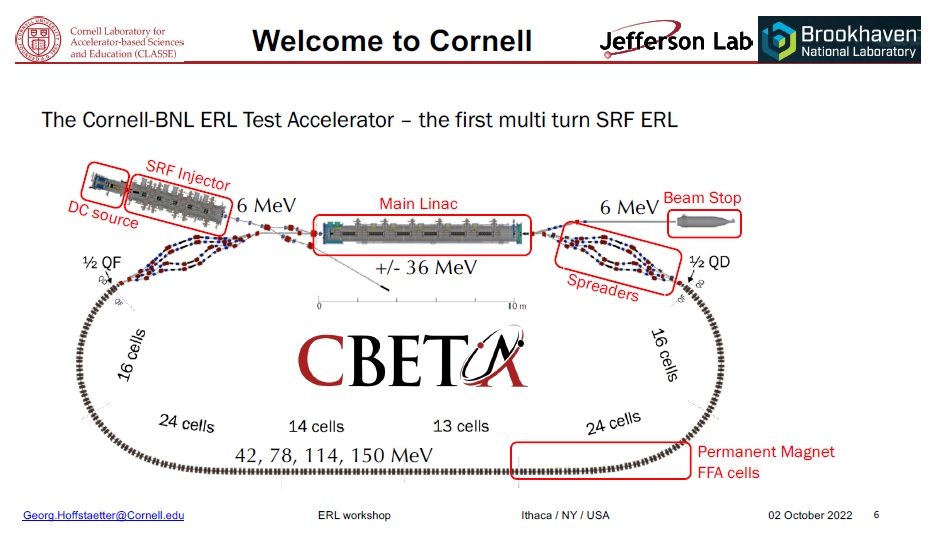 Cornell Laboratory for
Accelerator-based Sciences
and Education (CLASSE)
Welcome to Cornell
Jefferson Lab
Brookhaven
National Laboratory
The Cornell-BNL ERL Test Accelerator – the first multi turn SRF ERL
SRF Injector
DC source
6 MeV
Main Linac
6 MeV
Beam Stop
½ QF
+/- 36 MeV
Spreaders
½ QD
0
10 m
CBETA
16 cells
16 cells
24 cells
14 cells
13 cells
24 cells
42, 78, 114, 150 MeV
Permanent Magnet
FFA cells
Georg.Hoffstaetter@Cornell.edu
ERL workshop
Ithaca / NY / USA
02 October 2022
6